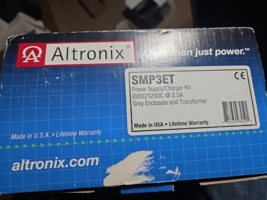 Altronix®
than just power.™
SMP3ET
Power Supply/Charger Kit
6VDC/12VDC @ 2.5A
Grey Enclosure and Transformer
CE
Made in USA • Lifetime Warranty
Made in U.S.A. • Lifetime Warranty
altronix.com